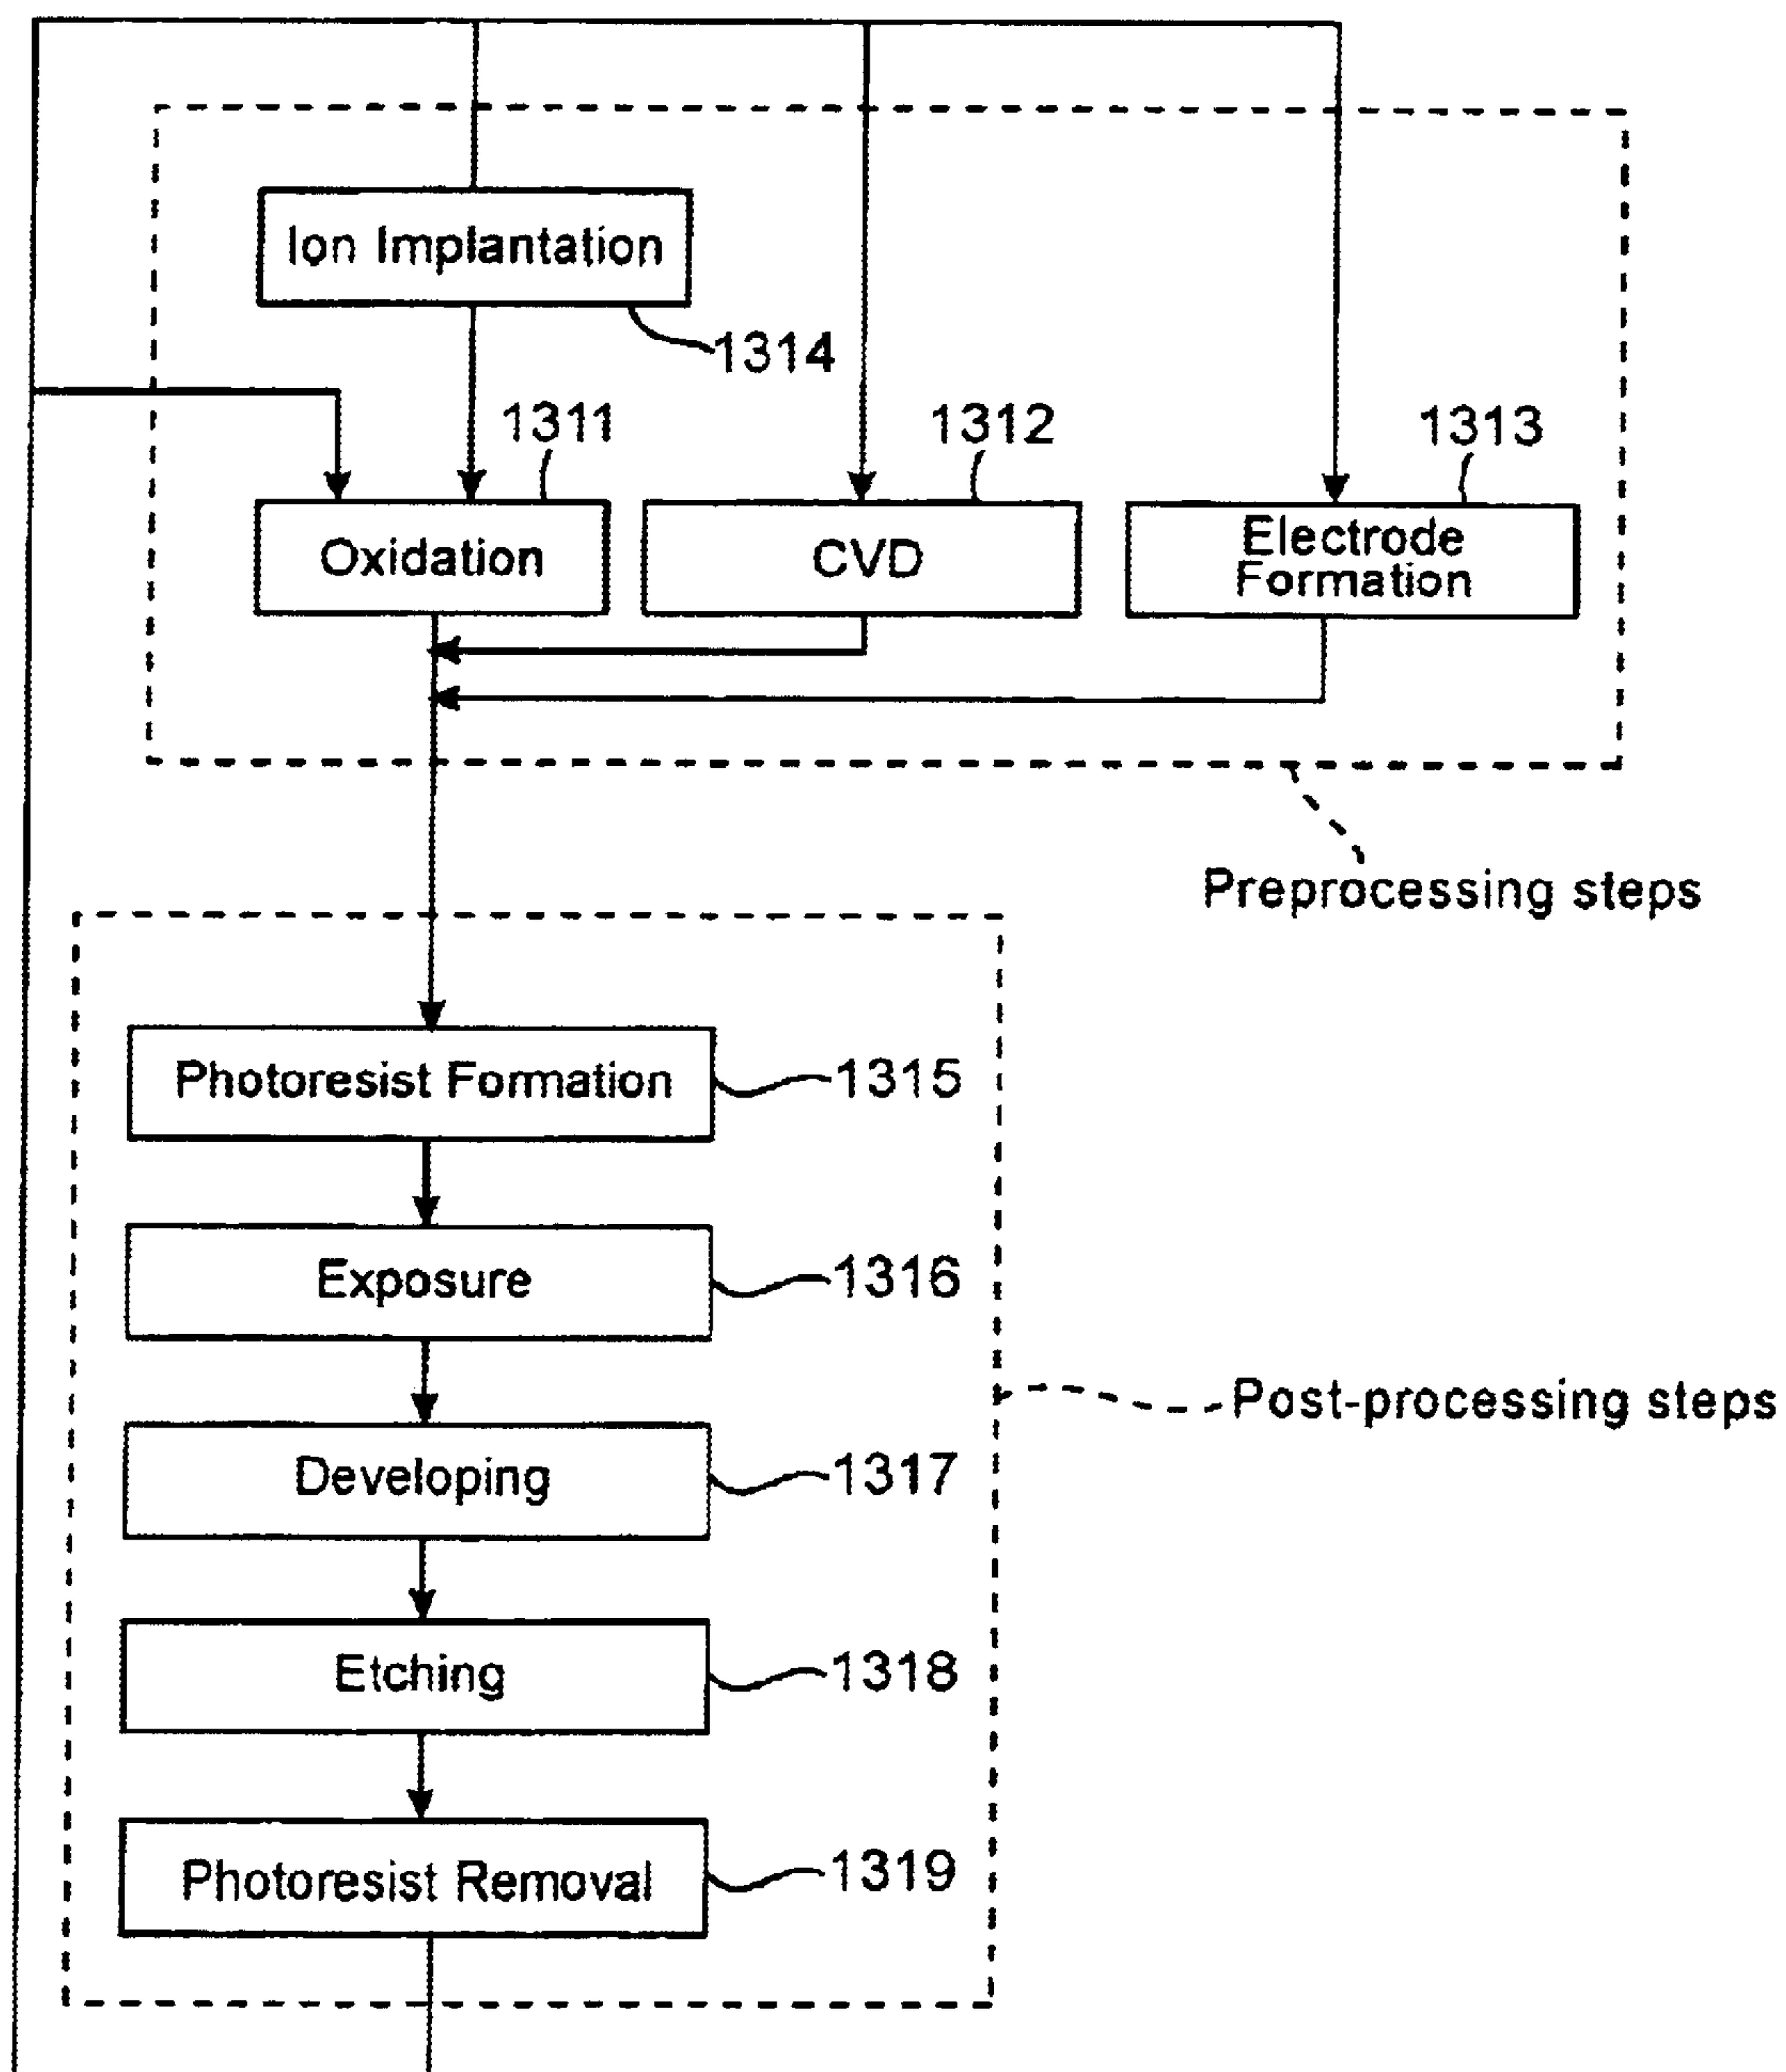 Ion Implantation
1314
1311
1312
1313
Oxidation
CVD
Electrode
Formation
Preprocessing steps
Photoresist Formation
1315
Exposure
1316
Post-processing steps
Developing
1317
Etching
1318
Photoresist Removal
1319